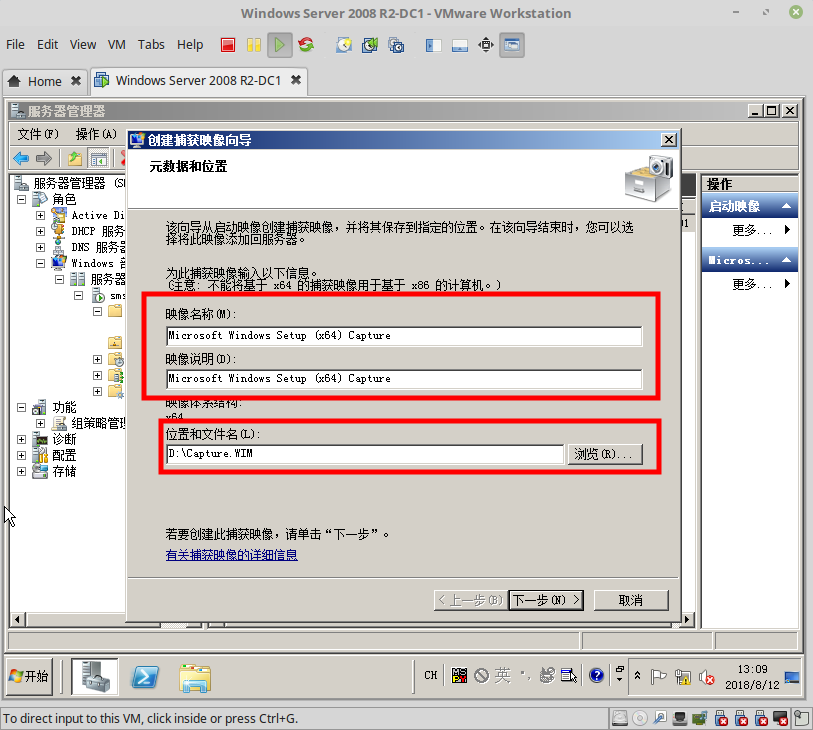 Windows Server 2008 R2-DC1 - VMware Workstation
File Edit View VM Tabs Help
Home
Windows Server 2008 R2-DC1
服务器管理器
文件(F) 操作(A)
服务器管理器 (S
角色
Active Di
DHCP 服务
DNS 服务器
Windows
服务器
sms
功能
组策略管理
诊断
配置
存储
创建捕获映像向导
元数据和位置
该向导从启动映像创建捕获映像，并将其保存到指定的位置。在该向导结束时，您可以选
择将此映像添加回服务器。
为此捕获映像输入以下信息。
(注意: 不能将基于 x64 的捕获映像用于基于 x86 的计算机。)
映像名称(M):
Microsoft Windows Setup (x64) Capture
映像说明(D):
Microsoft Windows Setup (x64) Capture
映像体系结构:
x64
位置和文件名(L):
D:\Capture.WIM
浏览(R)...
若要创建此捕获映像，请单击“下一步”。
有关捕获映像的详细信息
< 上一步(B) 下一步(N) > 取消
操作
启动映像
更多...
Micros...
更多...
开始
CH
英
13:09
2018/8/12
To direct input to this VM, click inside or press Ctrl+G.